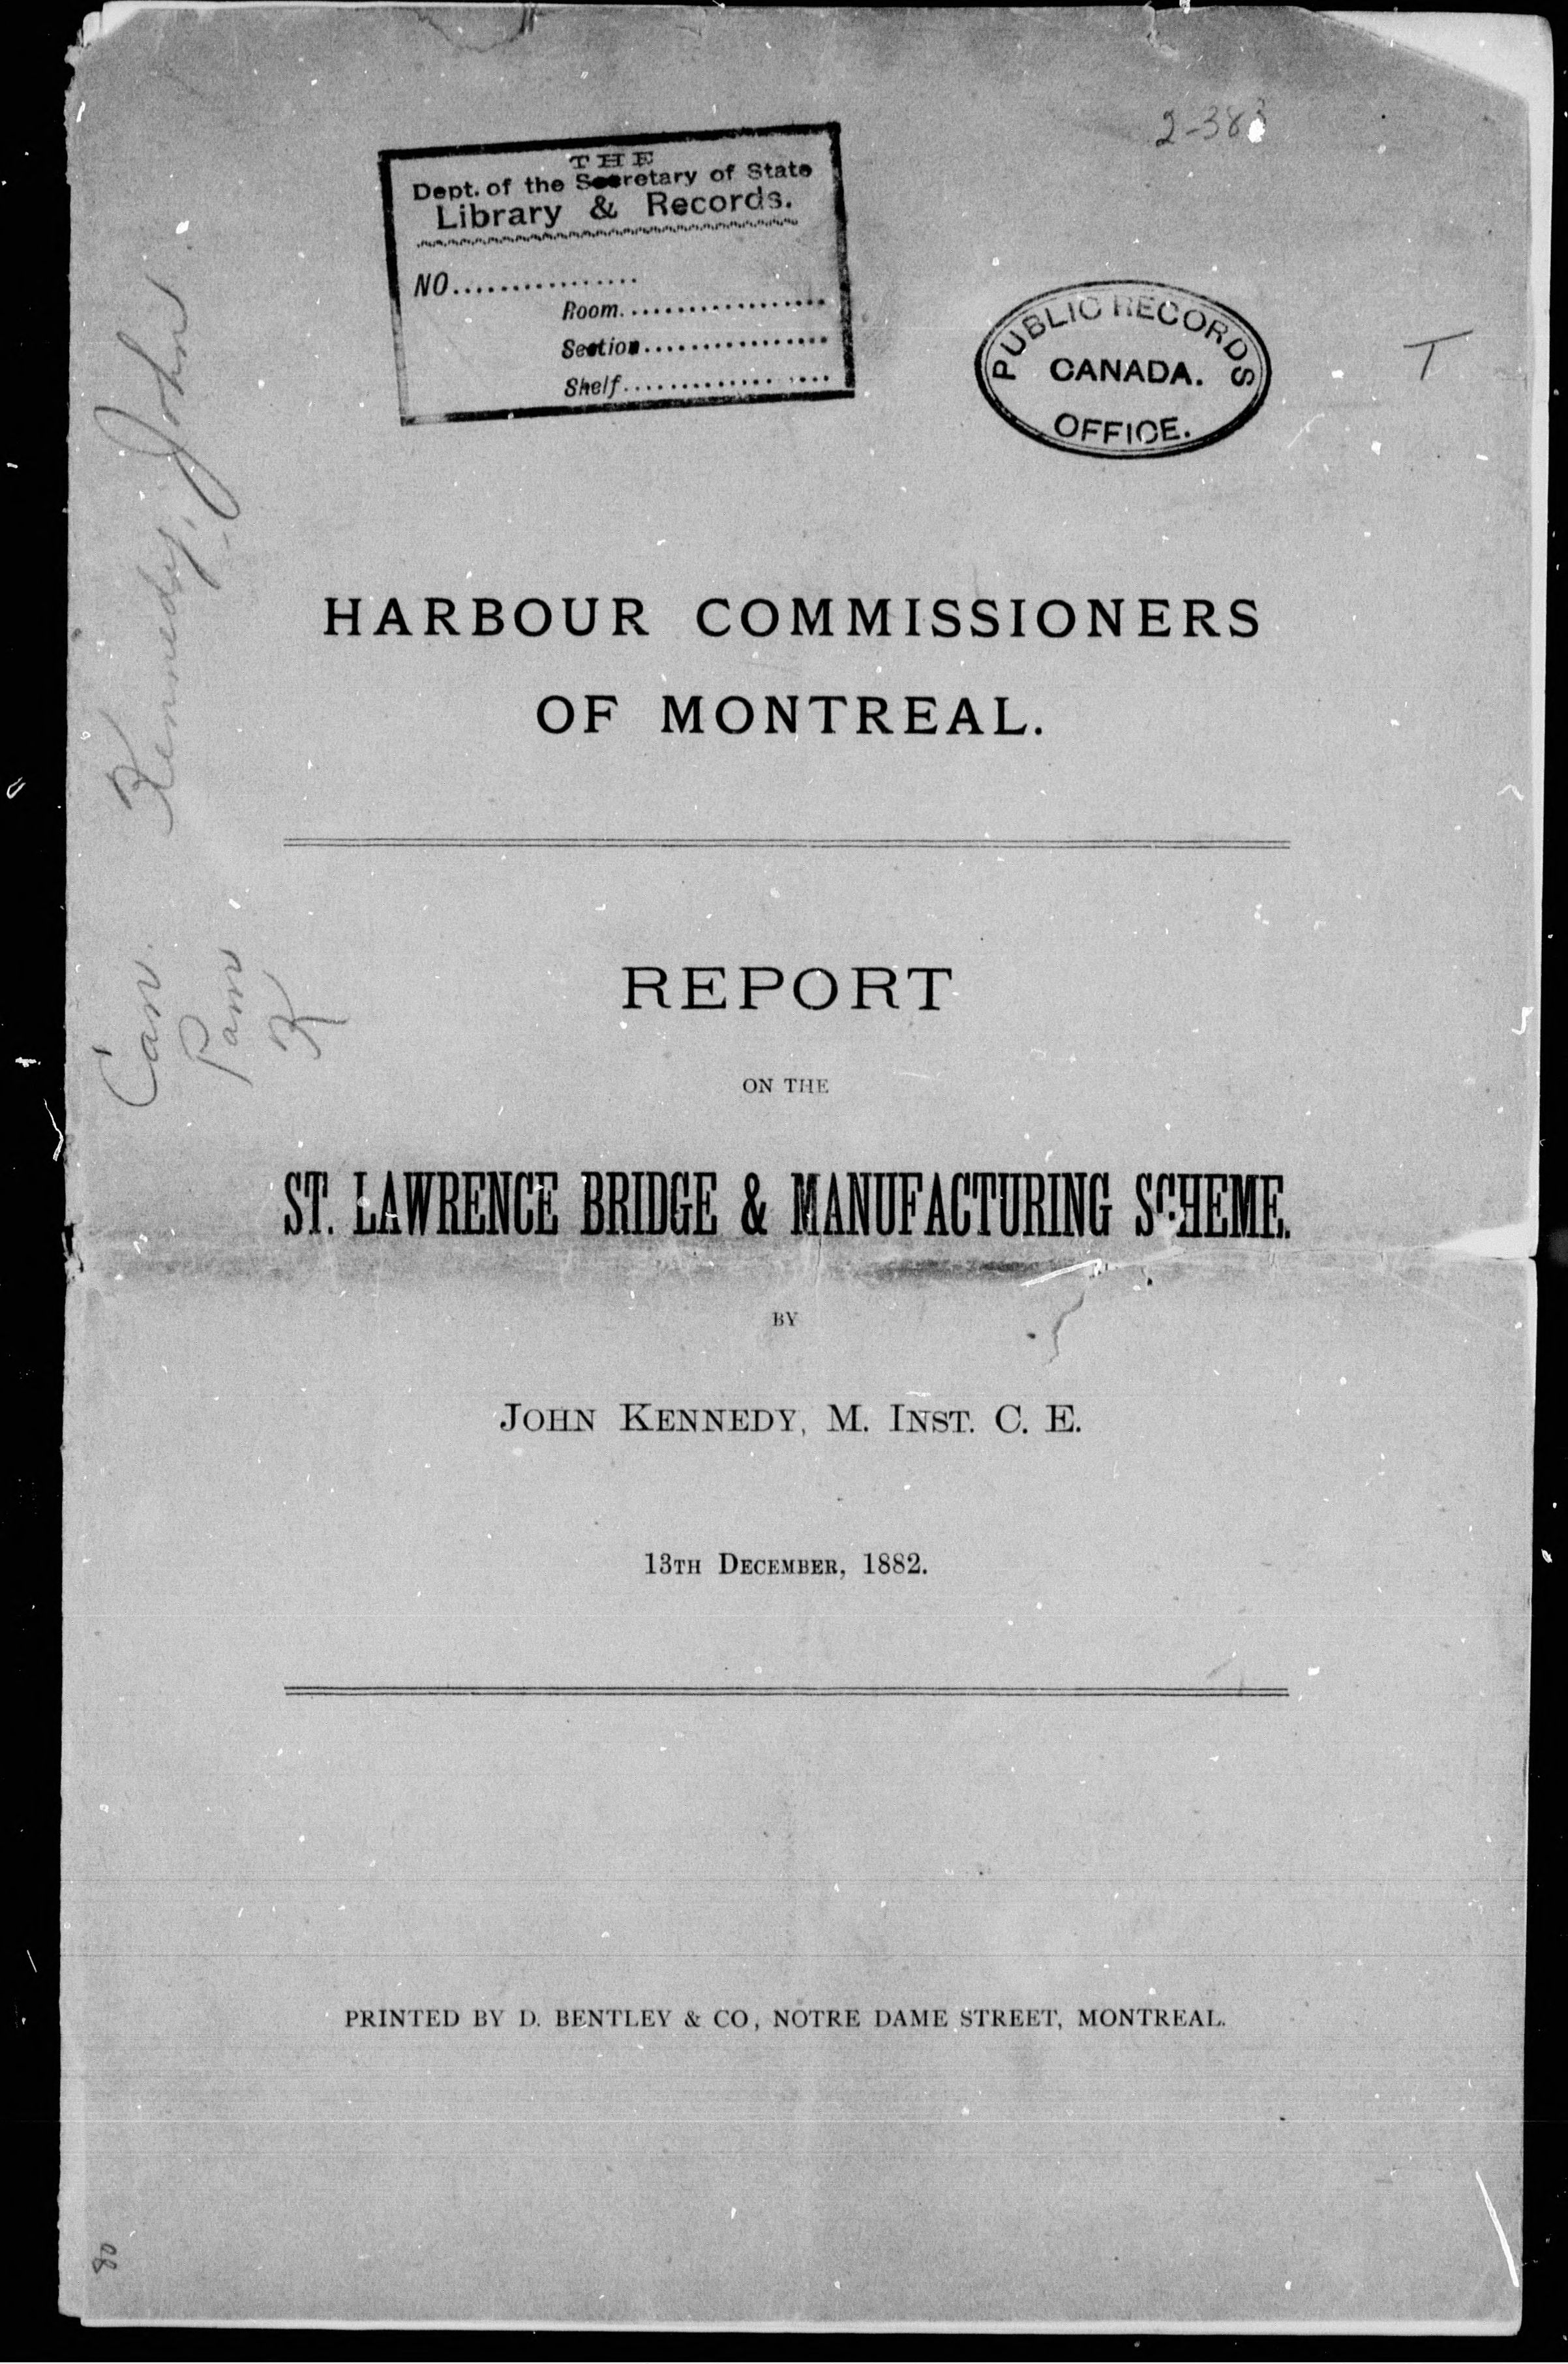 2-383
THE
Dept. of the Secretary of State
Library & Records.
NO................
Room.................
Section................
Shelf..................
PUBLIC RECORDS
CANADA.
OFFICE.
T
Kennedy, John
Can.
Pam
K
HARBOUR COMMISSIONERS
OF MONTREAL.
REPORT
ON THE
ST. LAWRENCE BRIDGE & MANUFACTURING SCHEME.
BY
JOHN KENNEDY, M. INST. C. E.
13TH DECEMBER, 1882.
PRINTED BY D. BENTLEY & CO, NOTRE DAME STREET, MONTREAL.
80